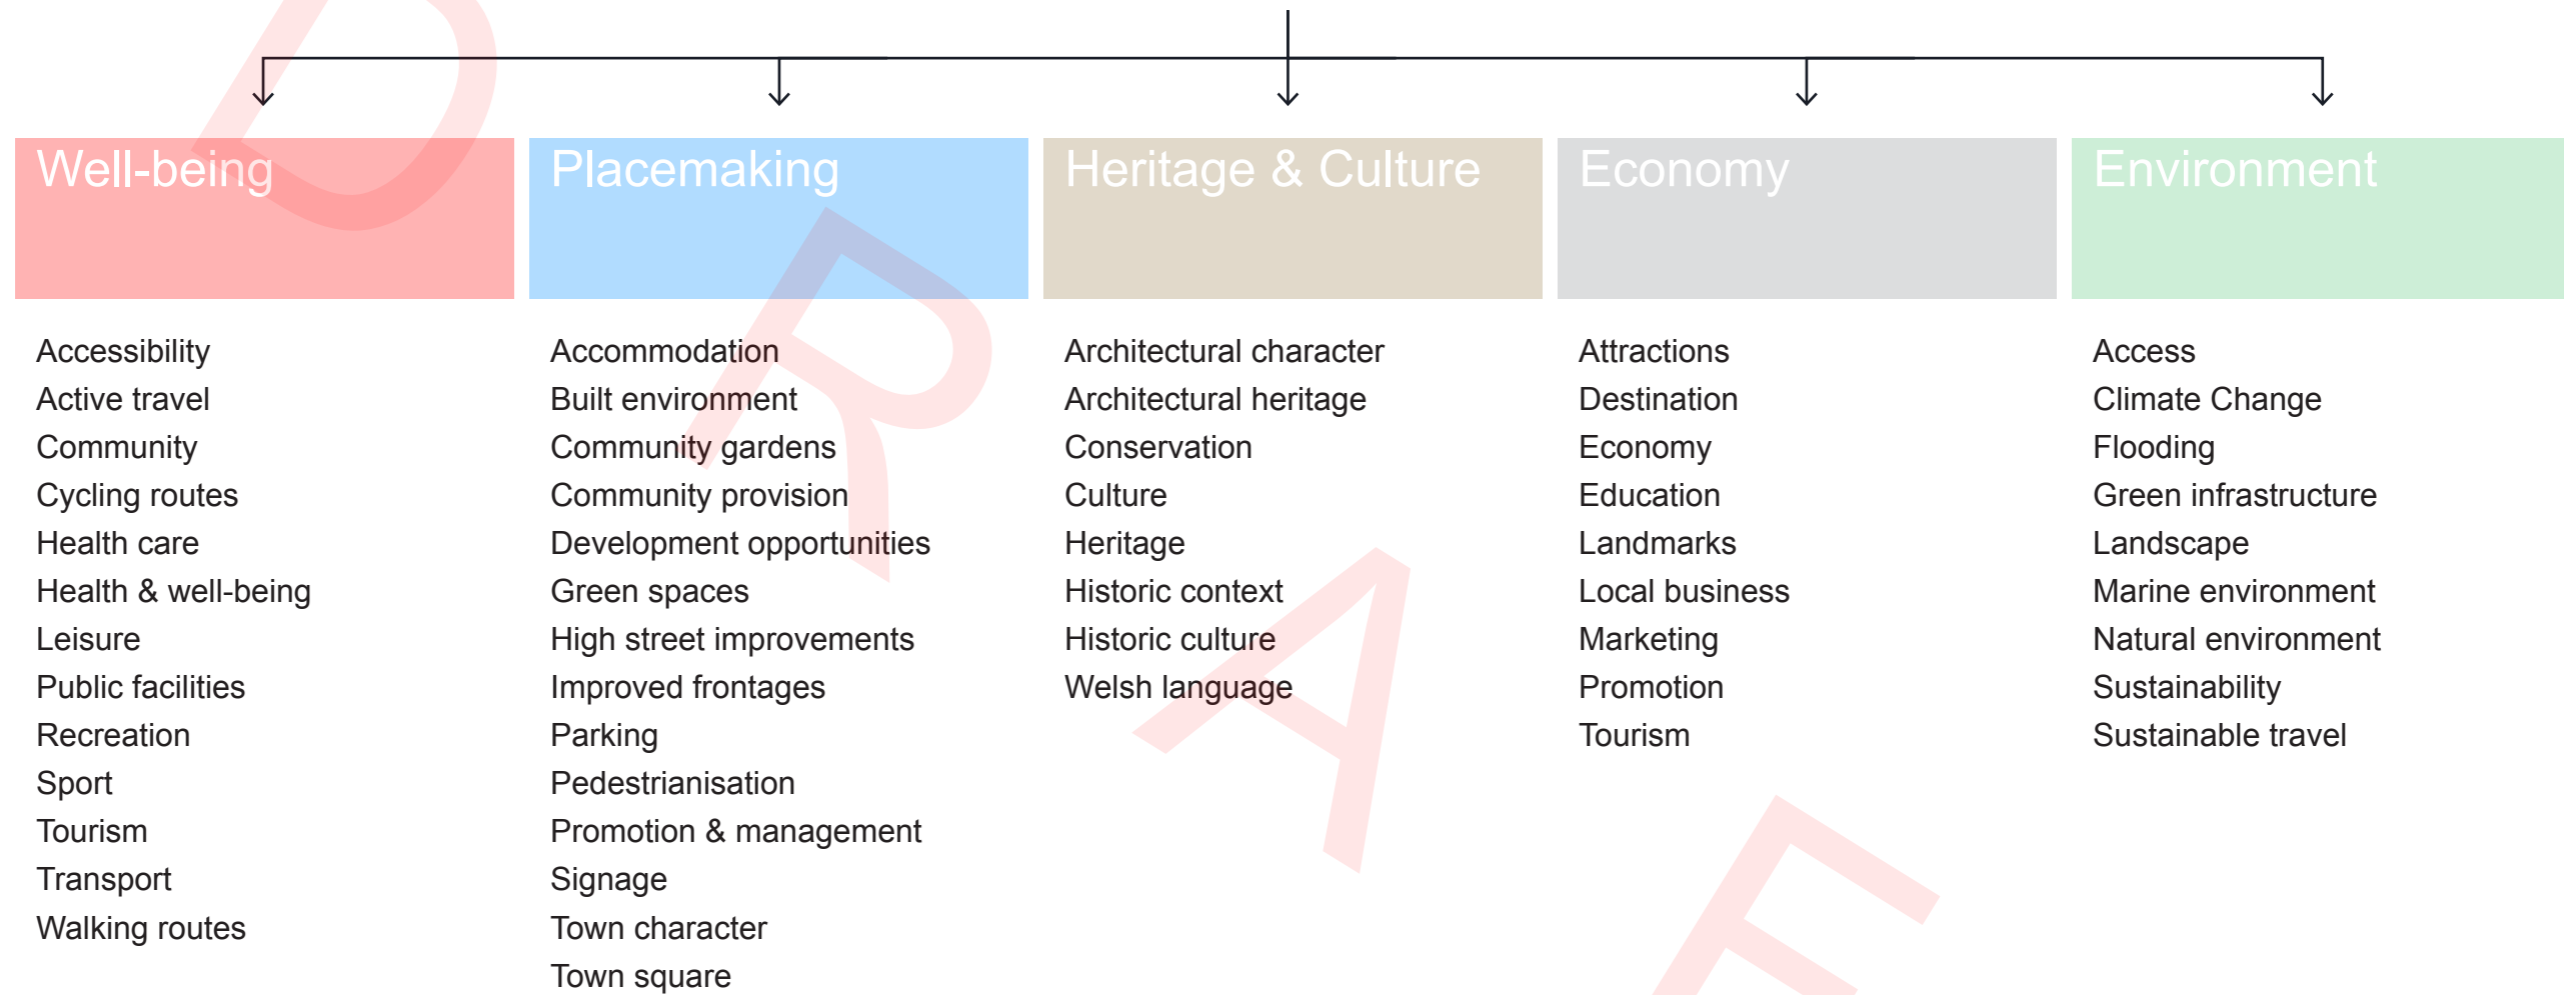 Well-being
Accessibility
Active travel
Community
Cycling routes
Health care
Health & well-being
Leisure
Public facilities
Recreation
Sport
Tourism
Transport
Walking routes
Placemaking
Accommodation
Built environment
Community gardens
Community provision
Development opportunities
Green spaces
High street improvements
Improved frontages
Parking
Pedestrianisation
Promotion & management
Signage
Town character
Town square
Heritage & Culture
Architectural character
Architectural heritage
Conservation
Culture
Heritage
Historic context
Historic culture
Welsh language
Economy
Attractions
Destination
Economy
Education
Landmarks
Local business
Marketing
Promotion
Tourism
Environment
Access
Climate Change
Flooding
Green infrastructure
Landscape
Marine environment
Natural environment
Sustainability
Sustainable travel
DRAF